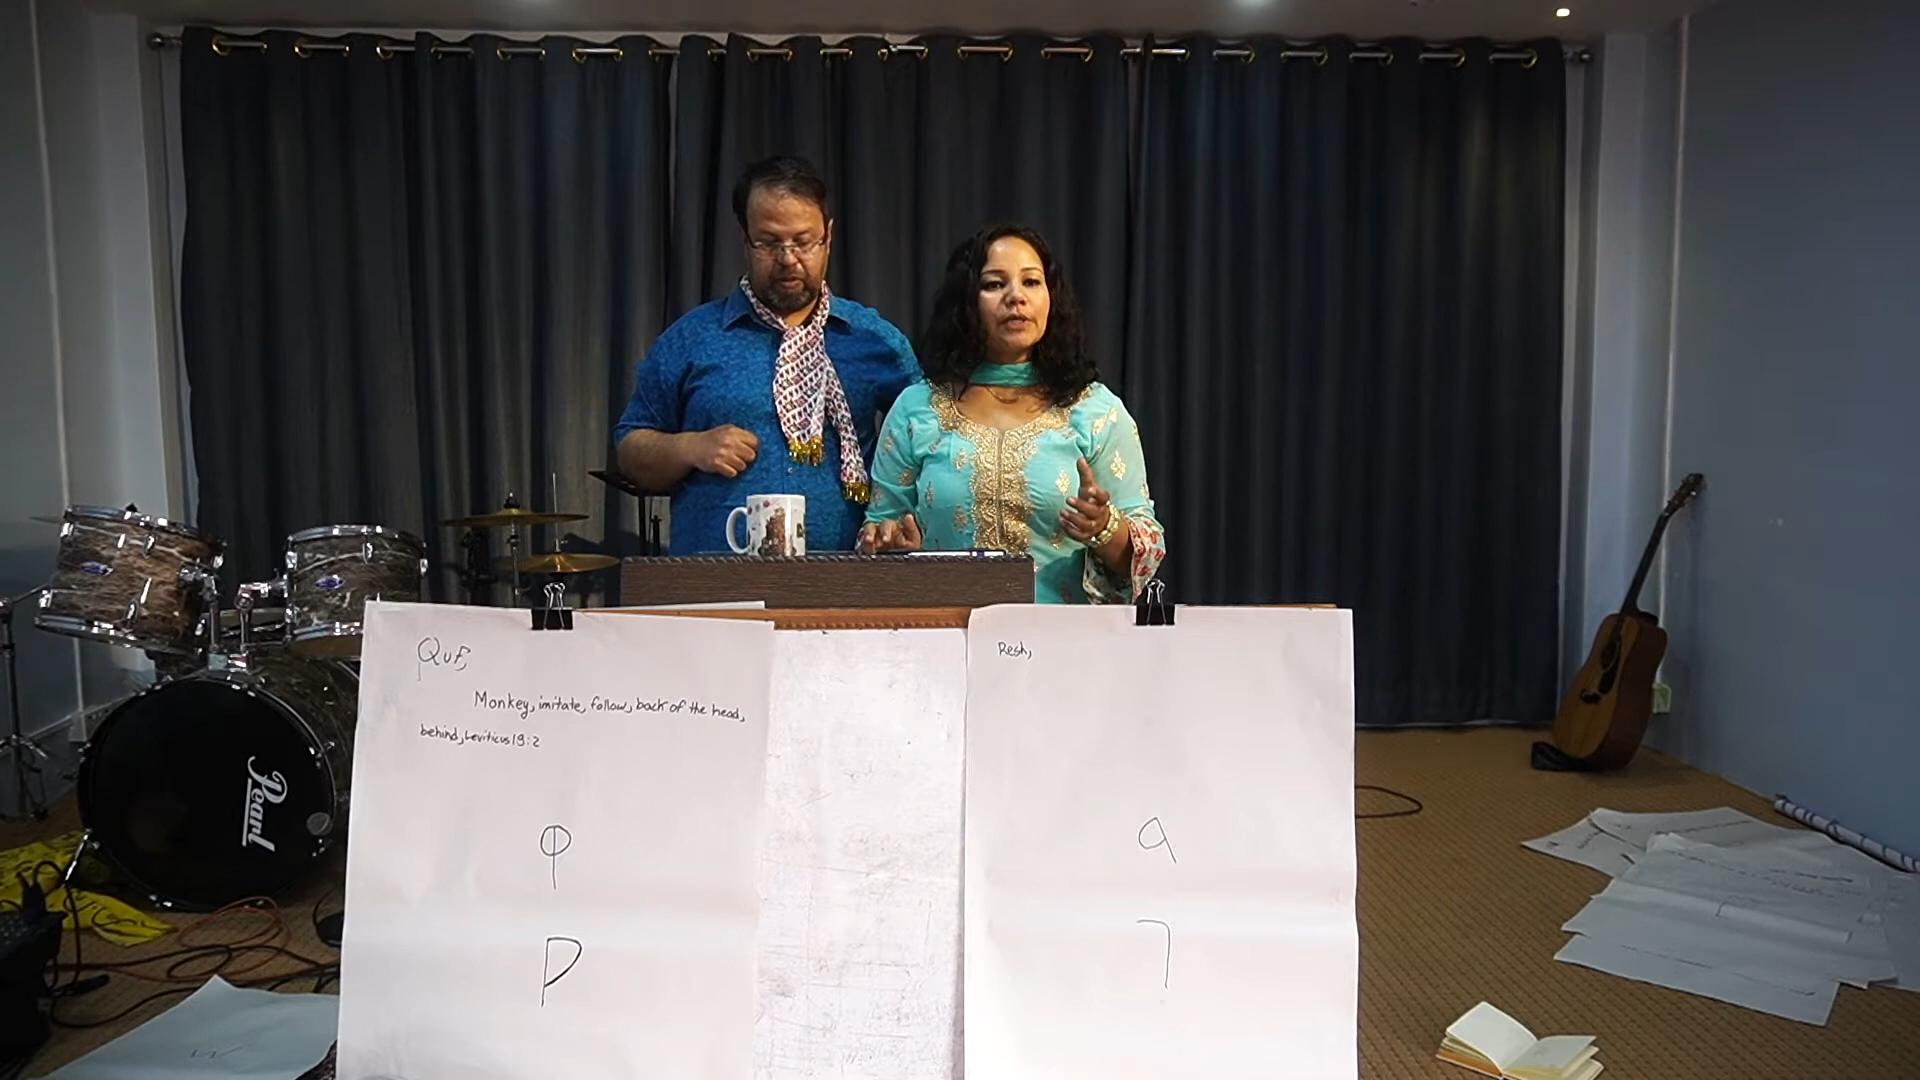 Quf,
Monkey, imitate, follow, back of the head,
behind, Leviticus 19:2
ק
Resh,
ר
Pearl